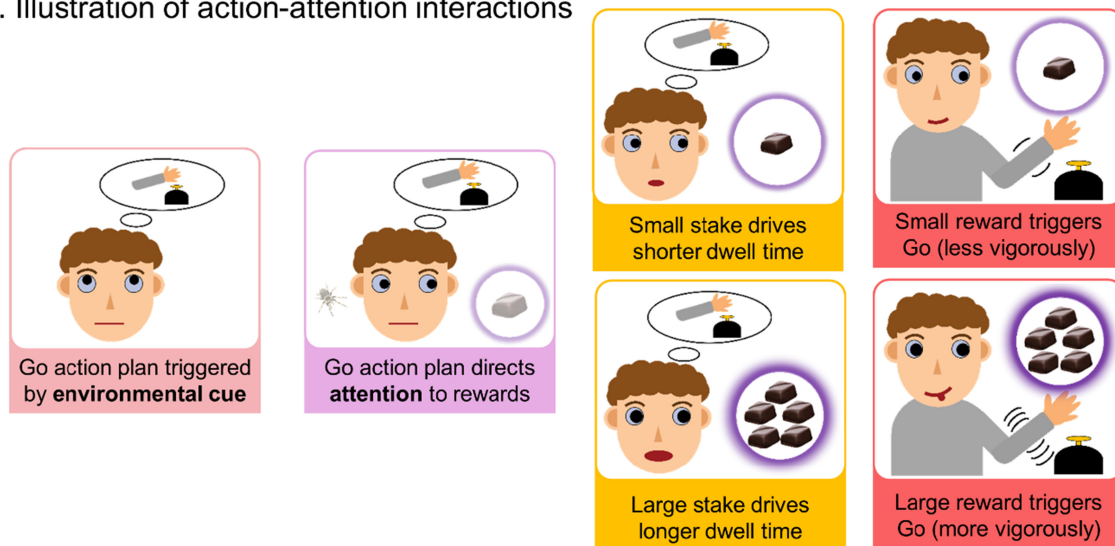 . Illustration of action-attention interactions
Go action plan triggered
by environmental cue
Go action plan directs
attention to rewards
Small stake drives
shorter dwell time
Large stake drives
longer dwell time
Small reward triggers
Go (less vigorously)
Large reward triggers
Go (more vigorously)